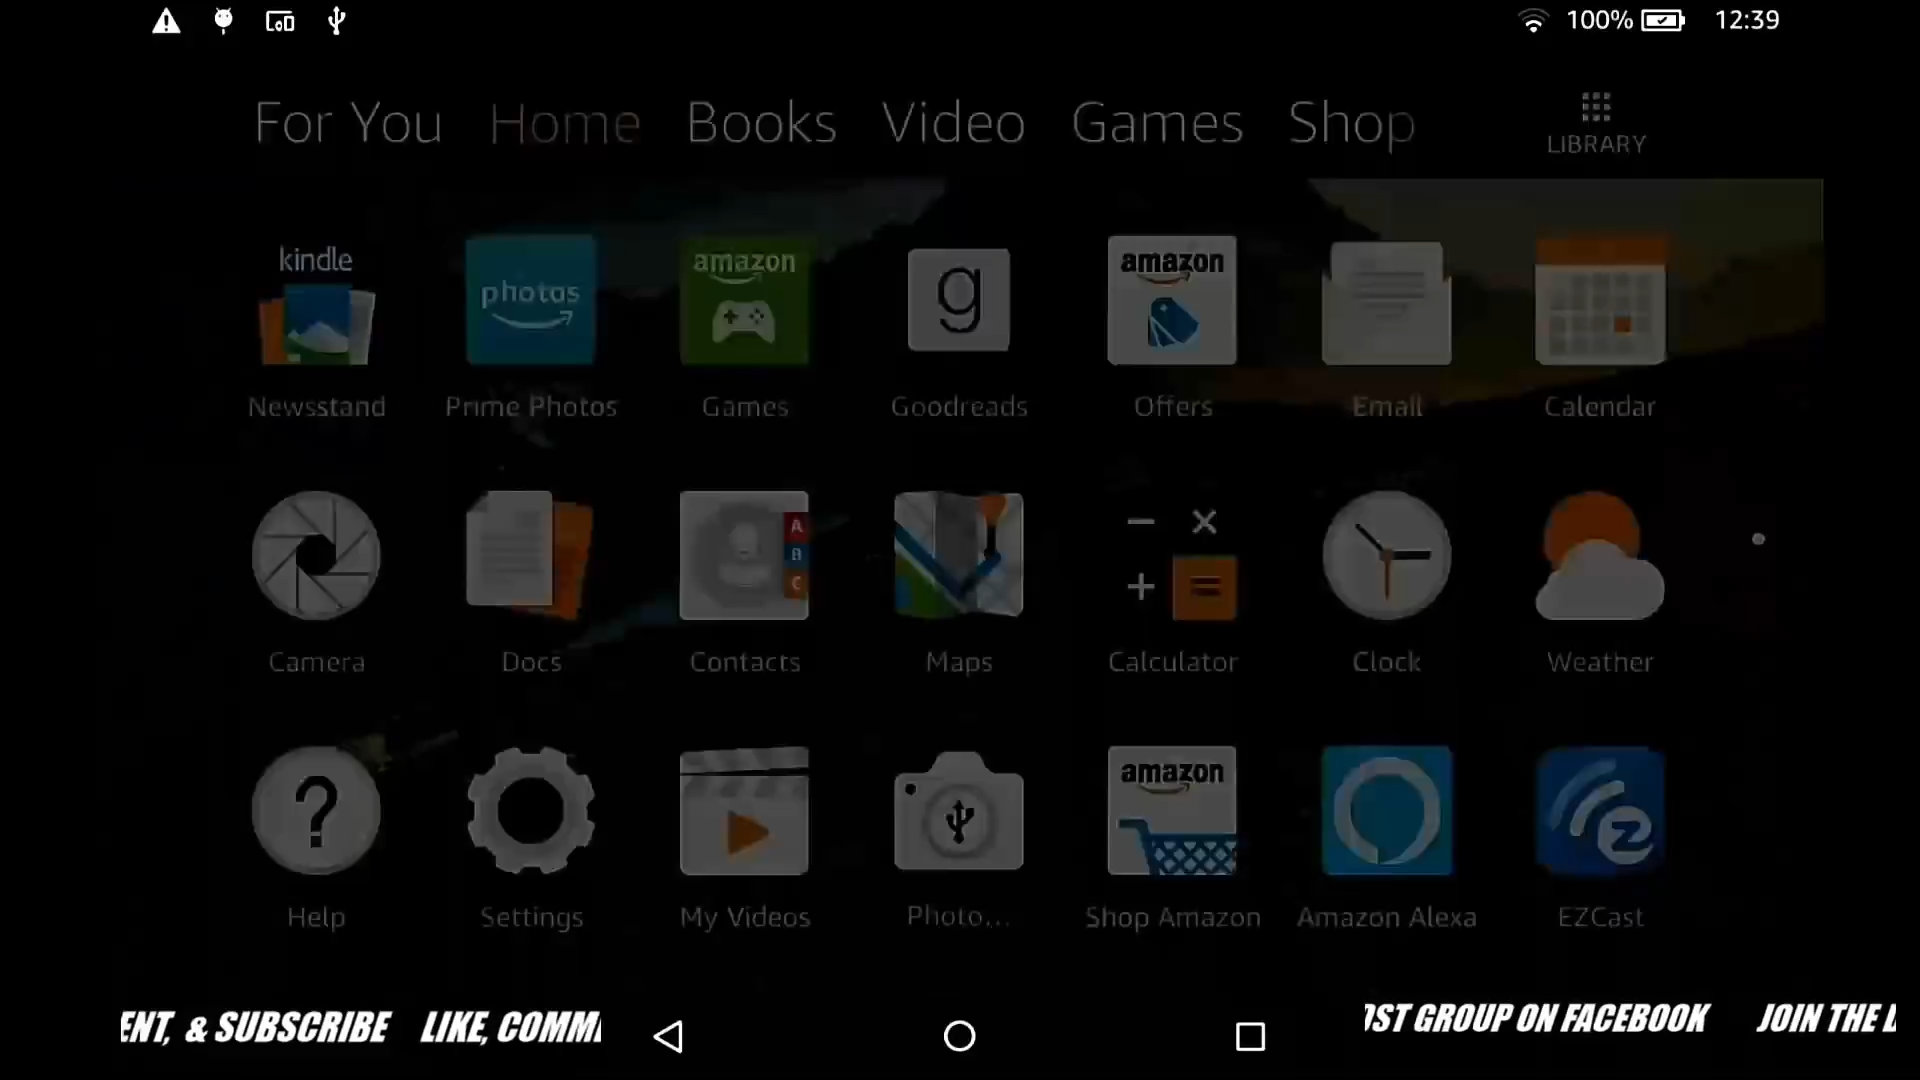 100% 12:39
For You Home Books Video Games Shop LIBRARY
kindle photos amazon g amazon
Newsstand Prime Photos Games Goodreads Offers Email Calendar
A
B
C
Camera Docs Contacts Maps Calculator Clock Weather
? amazon
Help Settings My Videos Photo,... Shop Amazon Amazon Alexa EZCast
ENT, & SUBSCRIBE LIKE, COMM
OST GROUP ON FACEBOOK JOIN THE